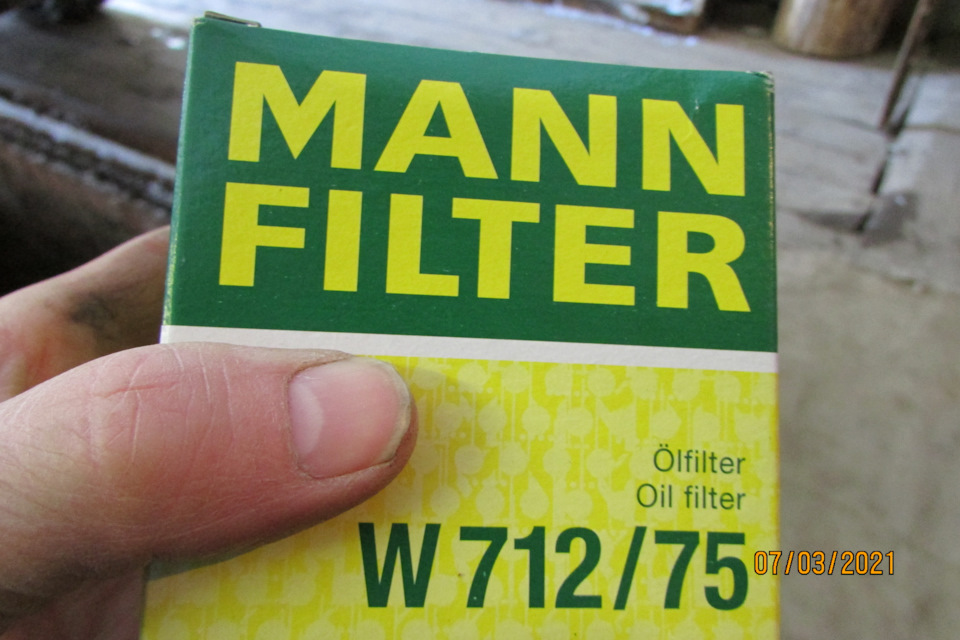 MANN
FILTER
Ölfilter
Oil filter
W 712/75
07/03/2021